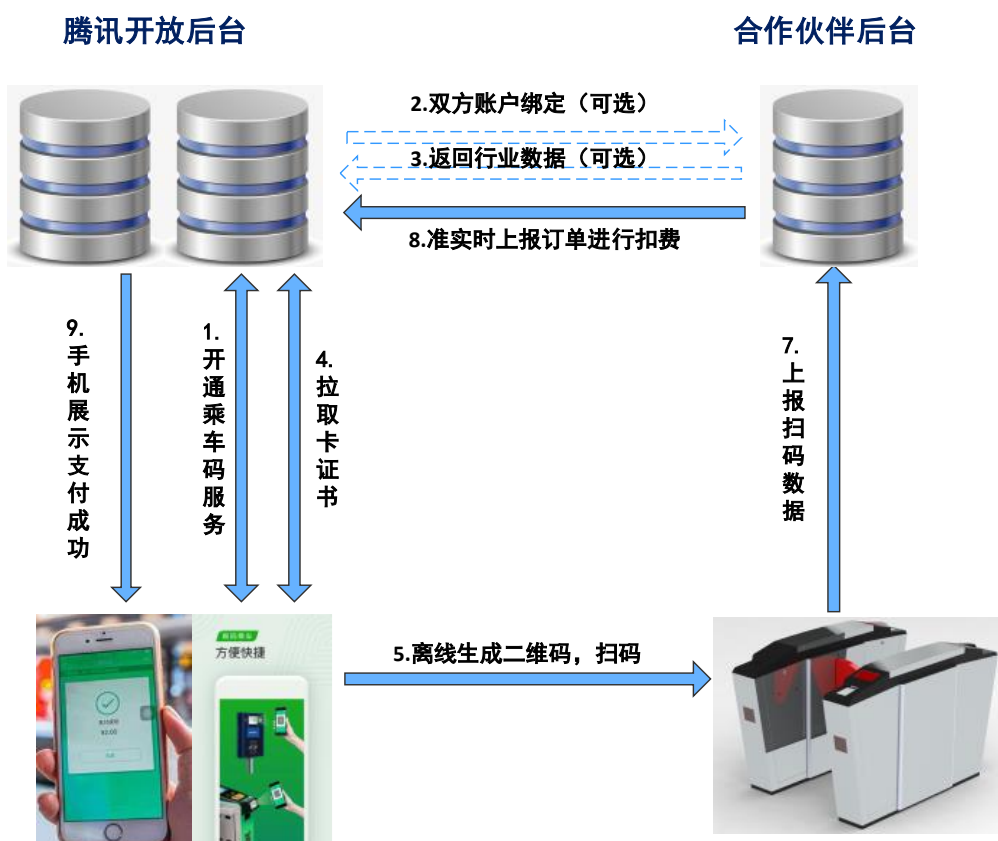 腾讯开放后台
合作伙伴后台
2.双方账户绑定（可选）
3.返回行业数据（可选）
8.准实时上报订单进行扣费
9.手机展示支付成功
1.开通乘车码服务
4.拉取卡证书
7.上报扫码数据
方便快捷
5.离线生成二维码，扫码